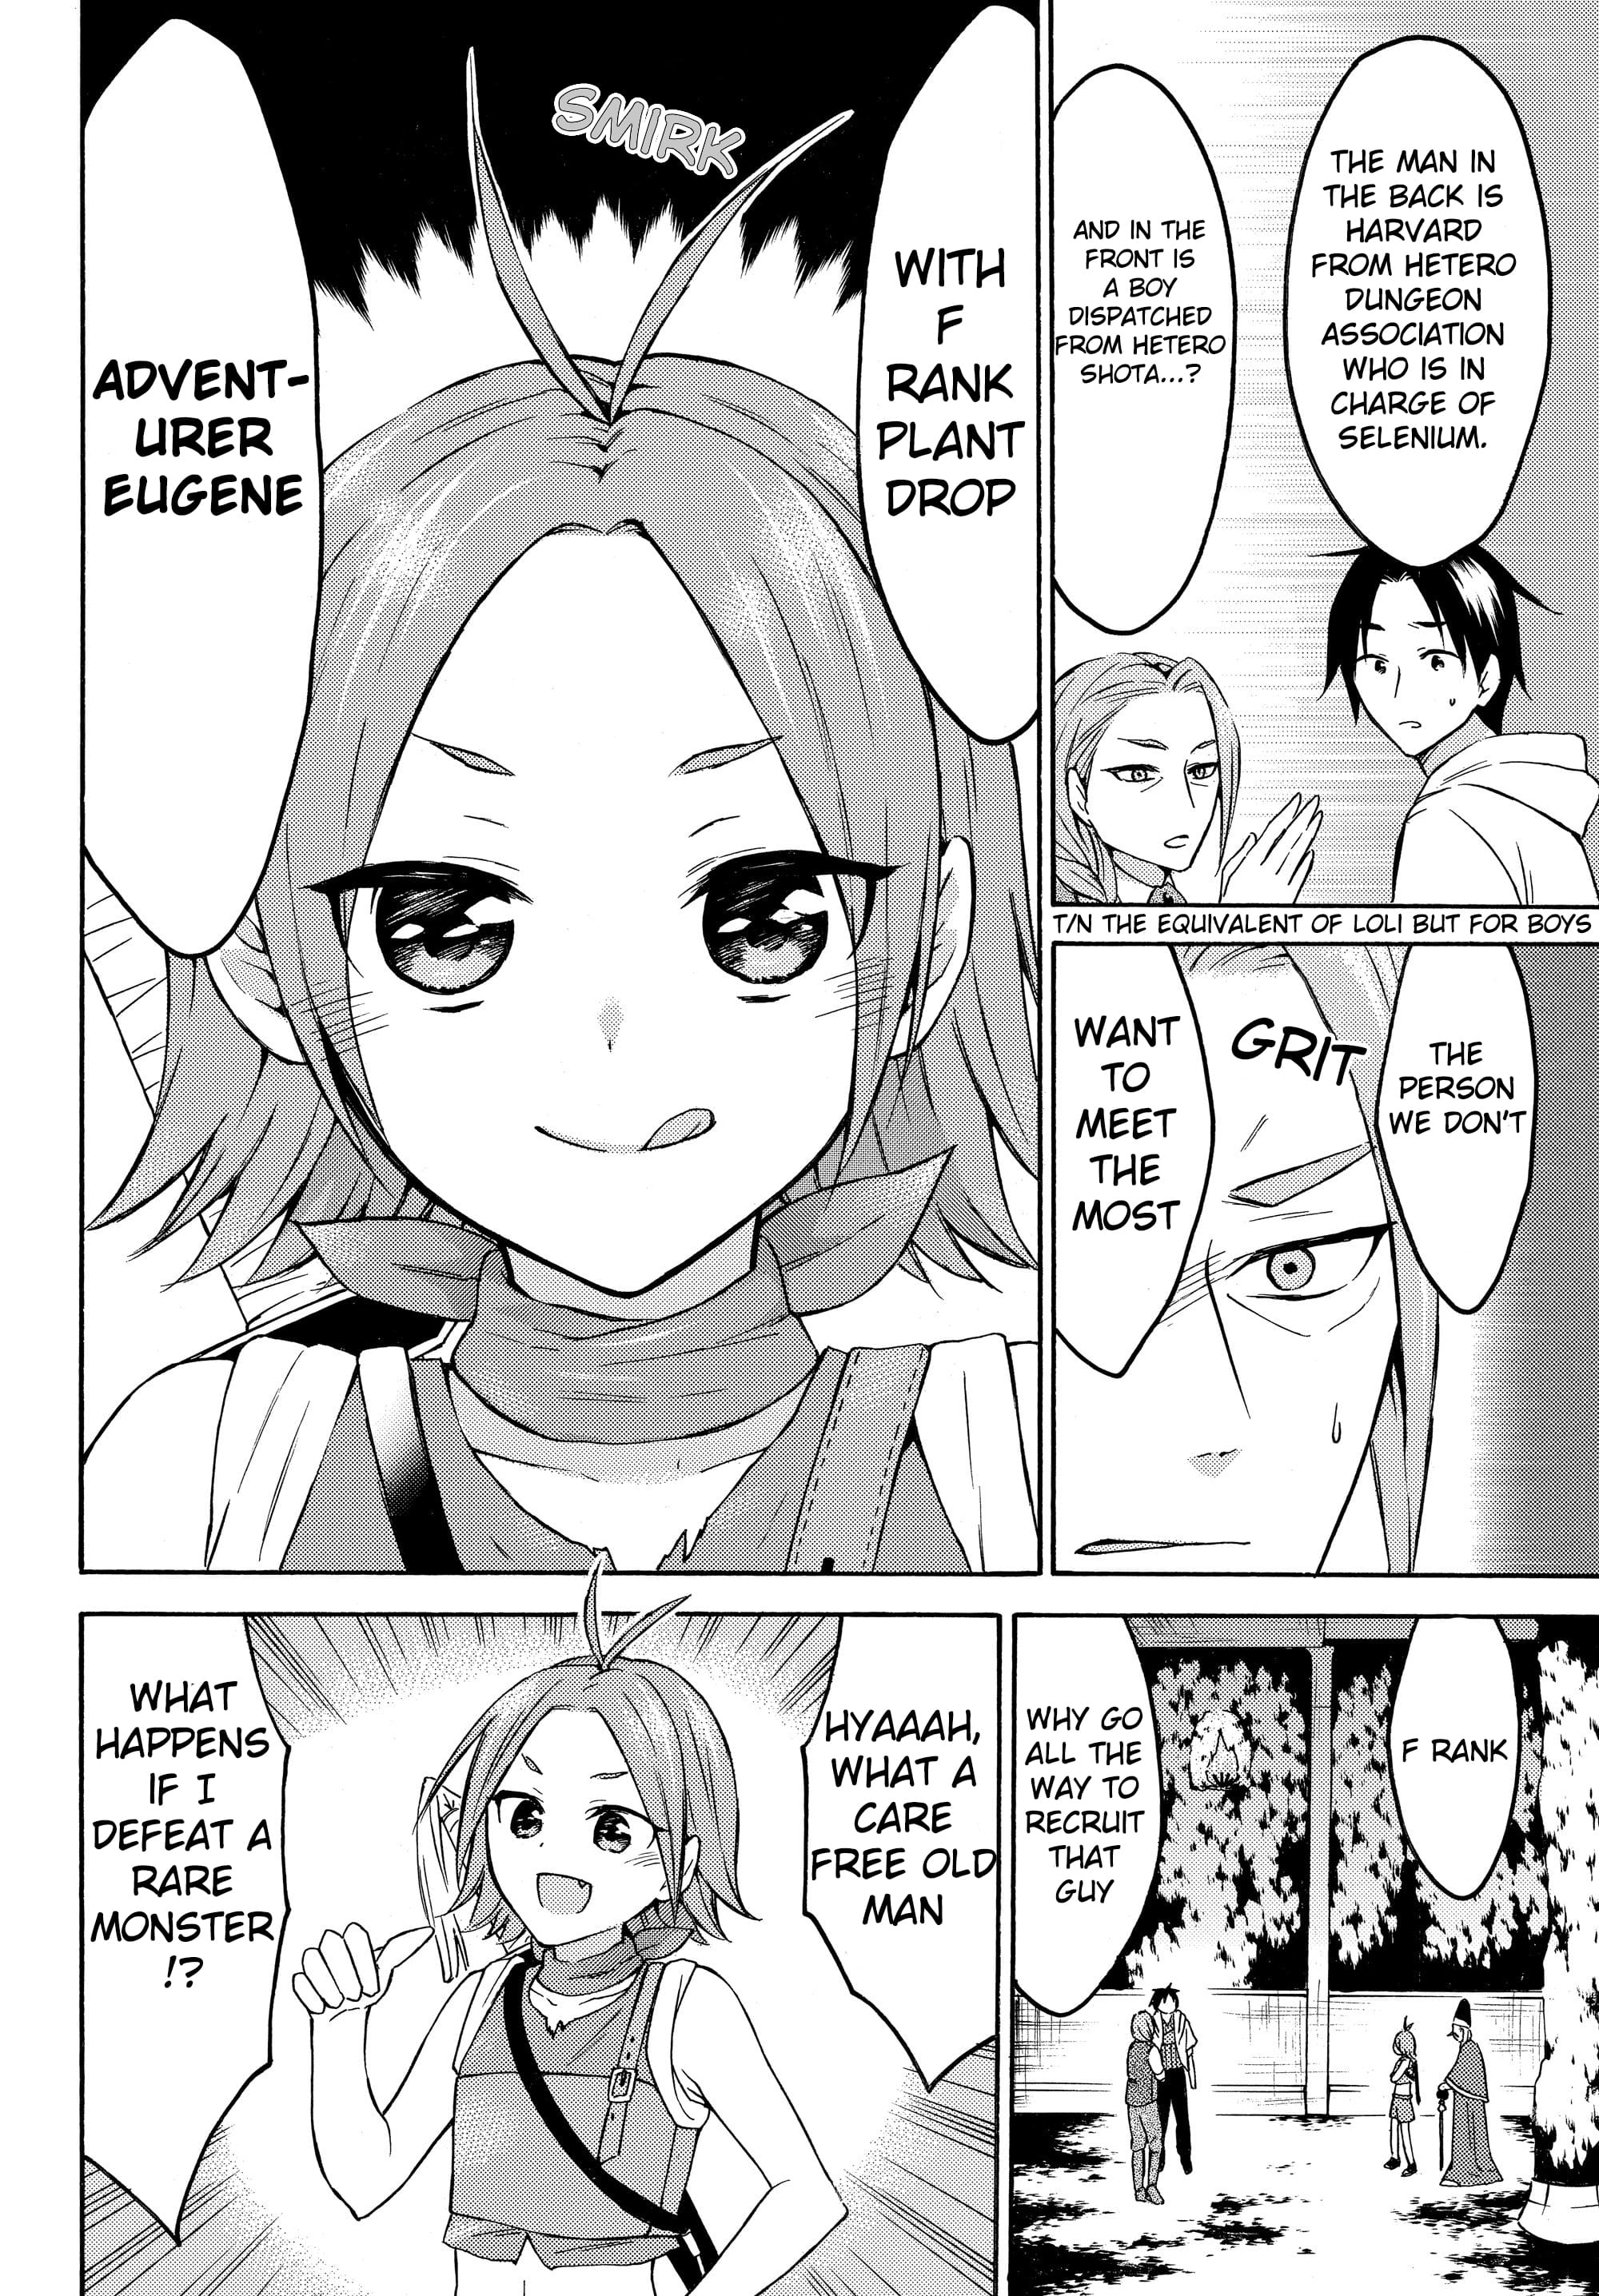 THE MAN IN
THE BACK IS
HARVARD
FROM HETERO
DUNGEON
ASSOCIATION
WHO IS IN
CHARGE OF
SELENIUM.
AND IN THE
FRONT IS
A BOY
DISPATCHED
FROM HETERO
SHOTA...?
T/N THE EQUIVALENT OF LOLI BUT FOR BOYS
THE
PERSON
WE DON'T
GRIT
WANT
TO
MEET
THE
MOST
WITH
F
RANK
PLANT
DROP
SMIRK
ADVENT-
URER
EUGENE
F RANK
WHY GO
ALL THE
WAY TO
RECRUIT
THAT
GUY
HYAAAH,
WHAT A
CARE
FREE OLD
MAN
WHAT
HAPPENS
IF I
DEFEAT A
RARE
MONSTER
!?